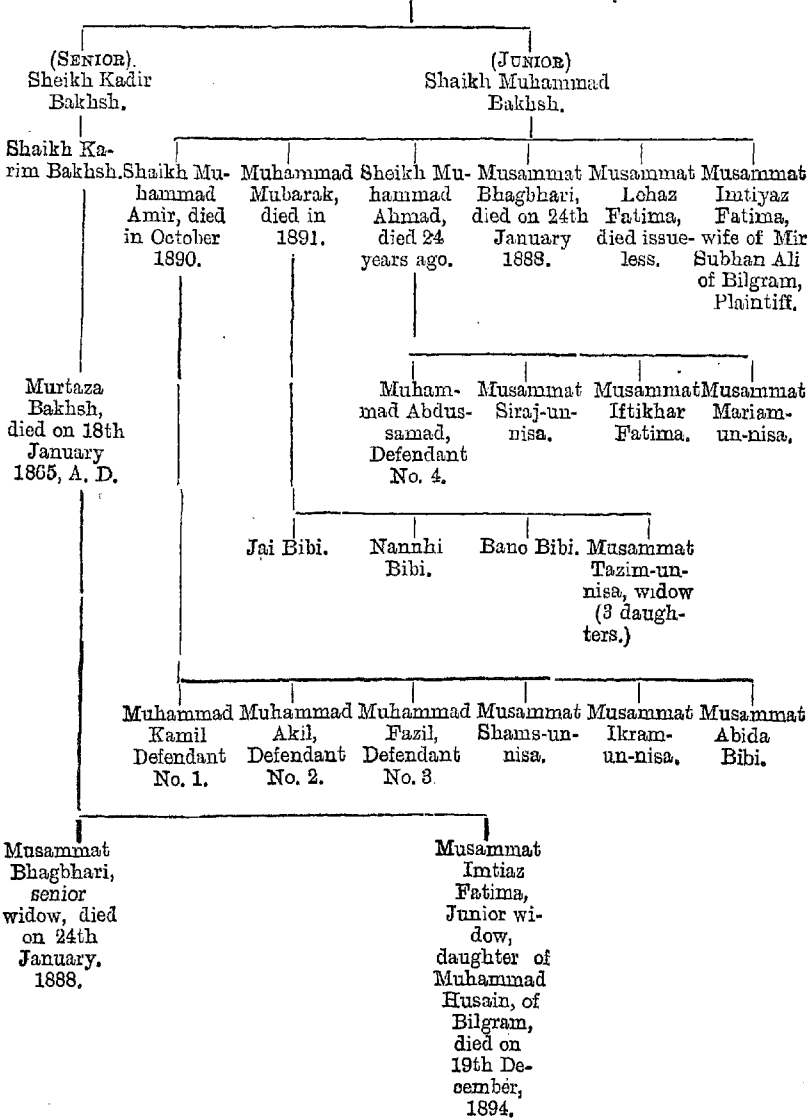 (SENIOR).
Sheikh Kadir
Bakhsh.
(JUNIOR)
Shaikh Muhammad
Bakhsh.
Shaikh Ka-
rim Bakhsh.
Shaikh Mu-
hammad
Amir, died
in October
1890.
Muhammad
Mubarak,
died in
1891.
Sheikh Mu-
hammad
Ahmad,
died 24
years ago.
Musammat
Bhagbhari,
died on 24th
January
1888.
Musammat
Lehaz
Fatima,
died issue-
less.
Musammat
Imtiyaz
Fatima,
wife of Mir
Subhan Ali
of Bilgram,
Plaintiff.
Murtaza
Bakhsh,
died on 18th
January
1865, A. D.
Muham-
mad Abdus-
samad,
Defendant
No. 4.
Musammat
Siraj-un-
nisa.
Musammat
Iftikhar
Fatima.
Musammat
Mariam-
un-nisa.
Jai Bibi.
Nannhi
Bibi.
Bano Bibi.
Musammat
Tazim-un-
nisa, widow
(3 daugh-
ters.)
Muhammad
Kamil
Defendant
No. 1.
Muhammad
Akil,
Defendant
No. 2.
Muhammad
Fazil,
Defendant
No. 3
Musammat
Shams-un-
nisa.
Musammat
Ikram-
un-nisa.
Musammat
Abida
Bibi.
Musammat
Bhagbhari,
senior
widow, died
on 24th
January.
1888.
Musammat
Imtiaz
Fatima,
Junior wi-
dow,
daughter of
Muhammad
Husain, of
Bilgram,
died on
19th De-
cember,
1894.